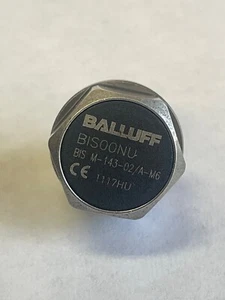 BALLUFF
BIS00NU
BIS M-143-02/A-M6
CE 1117HU